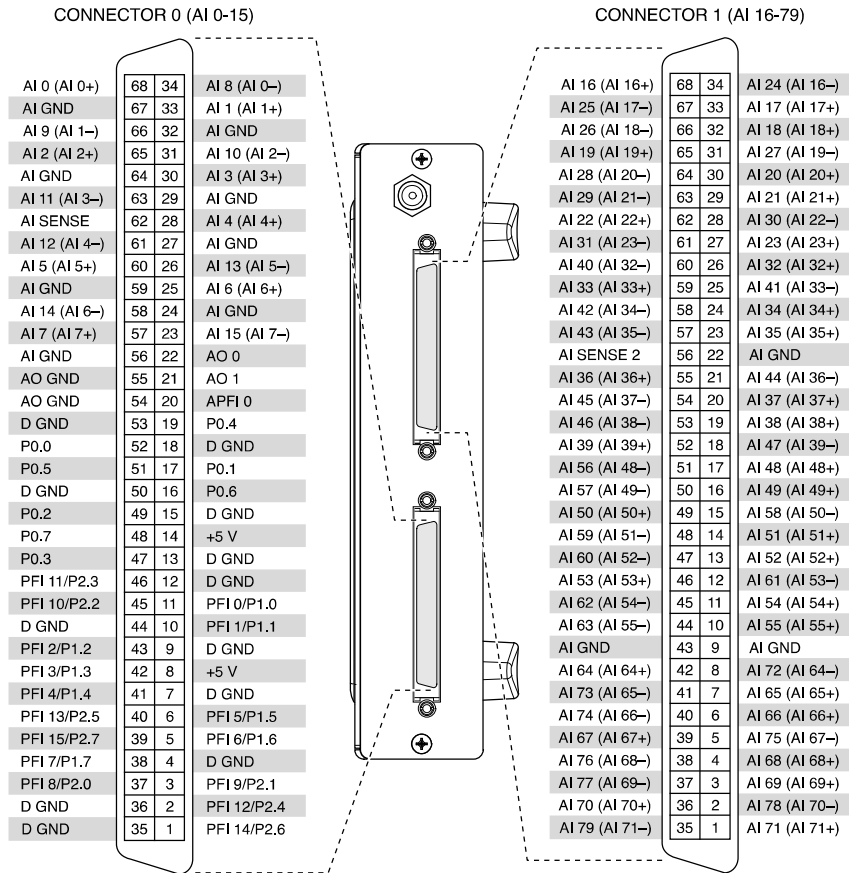 CONNECTOR 0 (AI 0-15)
AI 0 (AI 0+) 68 34 AI 8 (AI 0–)
AI GND 67 33 AI 1 (AI 1+)
AI 9 (AI 1–) 66 32 AI GND
AI 2 (AI 2+) 65 31 AI 10 (AI 2–)
AI GND 64 30 AI 3 (AI 3+)
AI 11 (AI 3–) 63 29 AI GND
AI SENSE 62 28 AI 4 (AI 4+)
AI 12 (AI 4–) 61 27 AI GND
AI 5 (AI 5+) 60 26 AI 13 (AI 5–)
AI GND 59 25 AI 6 (AI 6+)
AI 14 (AI 6–) 58 24 AI GND
AI 7 (AI 7+) 57 23 AI 15 (AI 7–)
AI GND 56 22 AO 0
AO GND 55 21 AO 1
AO GND 54 20 APFI 0
D GND 53 19 P0.4
P0.0 52 18 D GND
P0.5 51 17 P0.1
D GND 50 16 P0.6
P0.2 49 15 D GND
P0.7 48 14 +5 V
P0.3 47 13 D GND
PFI 11/P2.3 46 12 D GND
PFI 10/P2.2 45 11 PFI 0/P1.0
D GND 44 10 PFI 1/P1.1
PFI 2/P1.2 43 9 D GND
PFI 3/P1.3 42 8 +5 V
PFI 4/P1.4 41 7 D GND
PFI 13/P2.5 40 6 PFI 5/P1.5
PFI 15/P2.7 39 5 PFI 6/P1.6
PFI 7/P1.7 38 4 D GND
PFI 8/P2.0 37 3 PFI 9/P2.1
D GND 36 2 PFI 12/P2.4
D GND 35 1 PFI 14/P2.6
CONNECTOR 1 (AI 16-79)
AI 16 (AI 16+) 68 34 AI 24 (AI 16–)
AI 25 (AI 17–) 67 33 AI 17 (AI 17+)
AI 26 (AI 18–) 66 32 AI 18 (AI 18+)
AI 19 (AI 19+) 65 31 AI 27 (AI 19–)
AI 28 (AI 20–) 64 30 AI 20 (AI 20+)
AI 29 (AI 21–) 63 29 AI 21 (AI 21+)
AI 22 (AI 22+) 62 28 AI 30 (AI 22–)
AI 31 (AI 23–) 61 27 AI 23 (AI 23+)
AI 40 (AI 32–) 60 26 AI 32 (AI 32+)
AI 33 (AI 33+) 59 25 AI 41 (AI 33–)
AI 42 (AI 34–) 58 24 AI 34 (AI 34+)
AI 43 (AI 35–) 57 23 AI 35 (AI 35+)
AI SENSE 2 56 22 AI GND
AI 36 (AI 36+) 55 21 AI 44 (AI 36–)
AI 45 (AI 37–) 54 20 AI 37 (AI 37+)
AI 46 (AI 38–) 53 19 AI 38 (AI 38+)
AI 39 (AI 39+) 52 18 AI 47 (AI 39–)
AI 56 (AI 48–) 51 17 AI 48 (AI 48+)
AI 57 (AI 49–) 50 16 AI 49 (AI 49+)
AI 50 (AI 50+) 49 15 AI 58 (AI 50–)
AI 59 (AI 51–) 48 14 AI 51 (AI 51+)
AI 60 (AI 52–) 47 13 AI 52 (AI 52+)
AI 53 (AI 53+) 46 12 AI 61 (AI 53–)
AI 62 (AI 54–) 45 11 AI 54 (AI 54+)
AI 63 (AI 55–) 44 10 AI 55 (AI 55+)
AI GND 43 9 AI GND
AI 64 (AI 64+) 42 8 AI 72 (AI 64–)
AI 73 (AI 65–) 41 7 AI 65 (AI 65+)
AI 74 (AI 66–) 40 6 AI 66 (AI 66+)
AI 67 (AI 67+) 39 5 AI 75 (AI 67–)
AI 76 (AI 68–) 38 4 AI 68 (AI 68+)
AI 77 (AI 69–) 37 3 AI 69 (AI 69+)
AI 70 (AI 70+) 36 2 AI 78 (AI 70–)
AI 79 (AI 71–) 35 1 AI 71 (AI 71+)